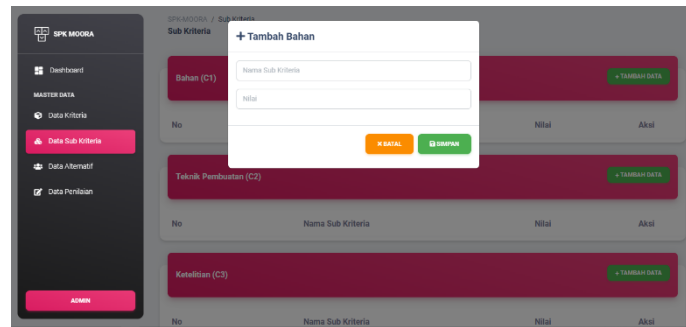 SPK MOORA
Dashboard
MASTER DATA
Data Kriteria
Data Sub Kriteria
Data Alternatif
Data Penilaian
ADMIN
SPK-MOORA / Sub Kriteria
Sub Kriteria
+ Tambah Bahan
Nama Sub Kriteria
Nilai
× BATAL
SIMPAN
Bahan (C1)
+ TAMBAH DATA
No
Nilai
Aksi
Teknik Pembuatan (C2)
+ TAMBAH DATA
No
Nama Sub Kriteria
Nilai
Aksi
Ketelitian (C3)
+ TAMBAH DATA
No
Nama Sub Kriteria
Nilai
Aksi